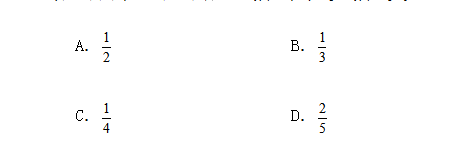 A. 1/2 B. 1/3
C. 1/4 D. 2/5